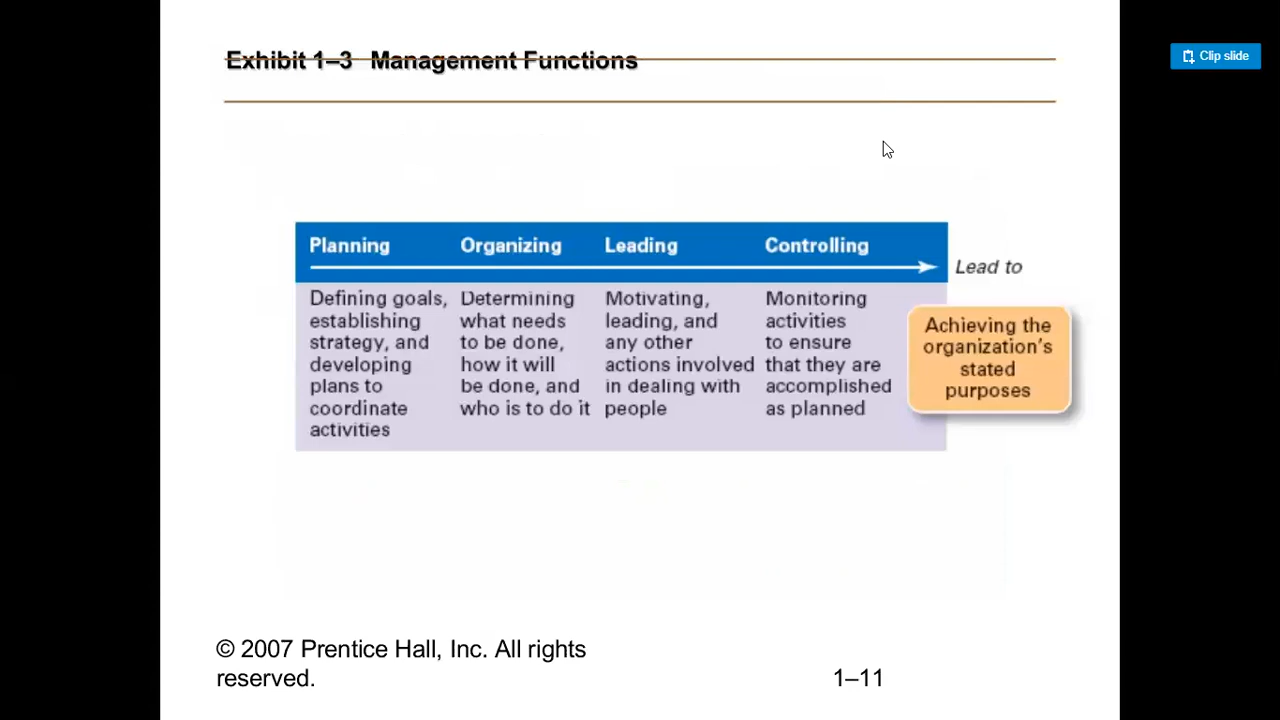 Exhibit 1–3 Management Functions
Clip slide
Planning
Organizing
Leading
Controlling
Lead to
Defining goals,
establishing
strategy, and
developing
plans to
coordinate
activities
Determining
what needs
to be done,
how it will
be done, and
who is to do it
Motivating,
leading, and
any other
actions involved
in dealing with
people
Monitoring
activities
to ensure
that they are
accomplished
as planned
Achieving the
organization's
stated
purposes
© 2007 Prentice Hall, Inc. All rights
reserved.
1–11